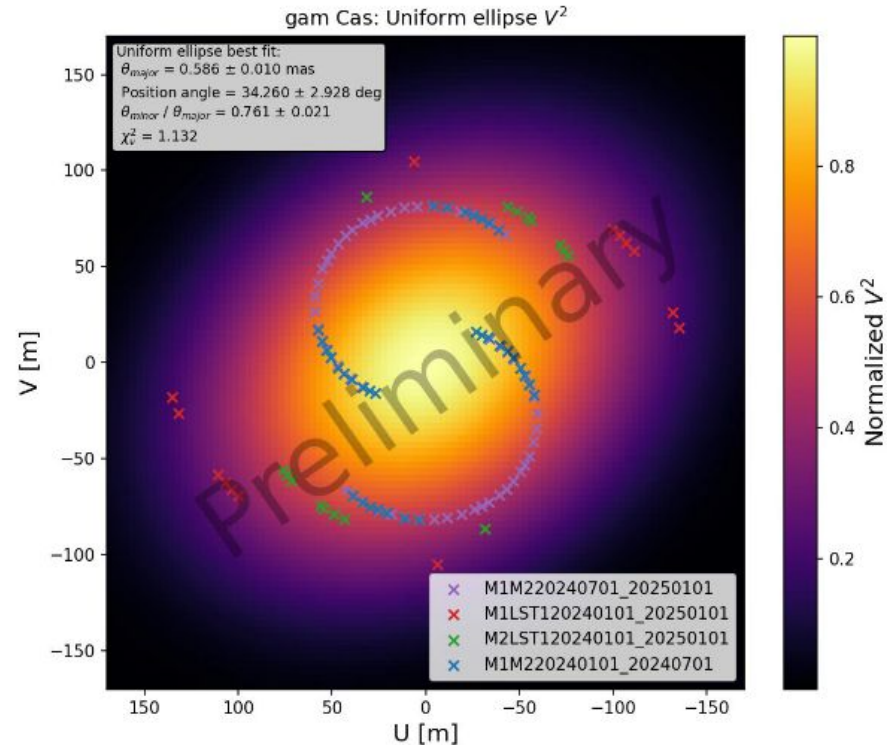 gam Cas: Uniform ellipse V²
Uniform ellipse best fit:
θmajor = 0.586 ± 0.010 mas
Position angle = 34.260 ± 2.928 deg
θminor / θmajor = 0.761 ± 0.021
χ²ν = 1.132
150
100
50
0
−50
−100
−150
V [m]
Preliminary
M1M220240701_20250101
M1LST120240101_20250101
M2LST120240101_20250101
M1M220240101_20240701
150 100 50 0 −50 −100 −150
U [m]
0.8
0.6
0.4
0.2
Normalized V²